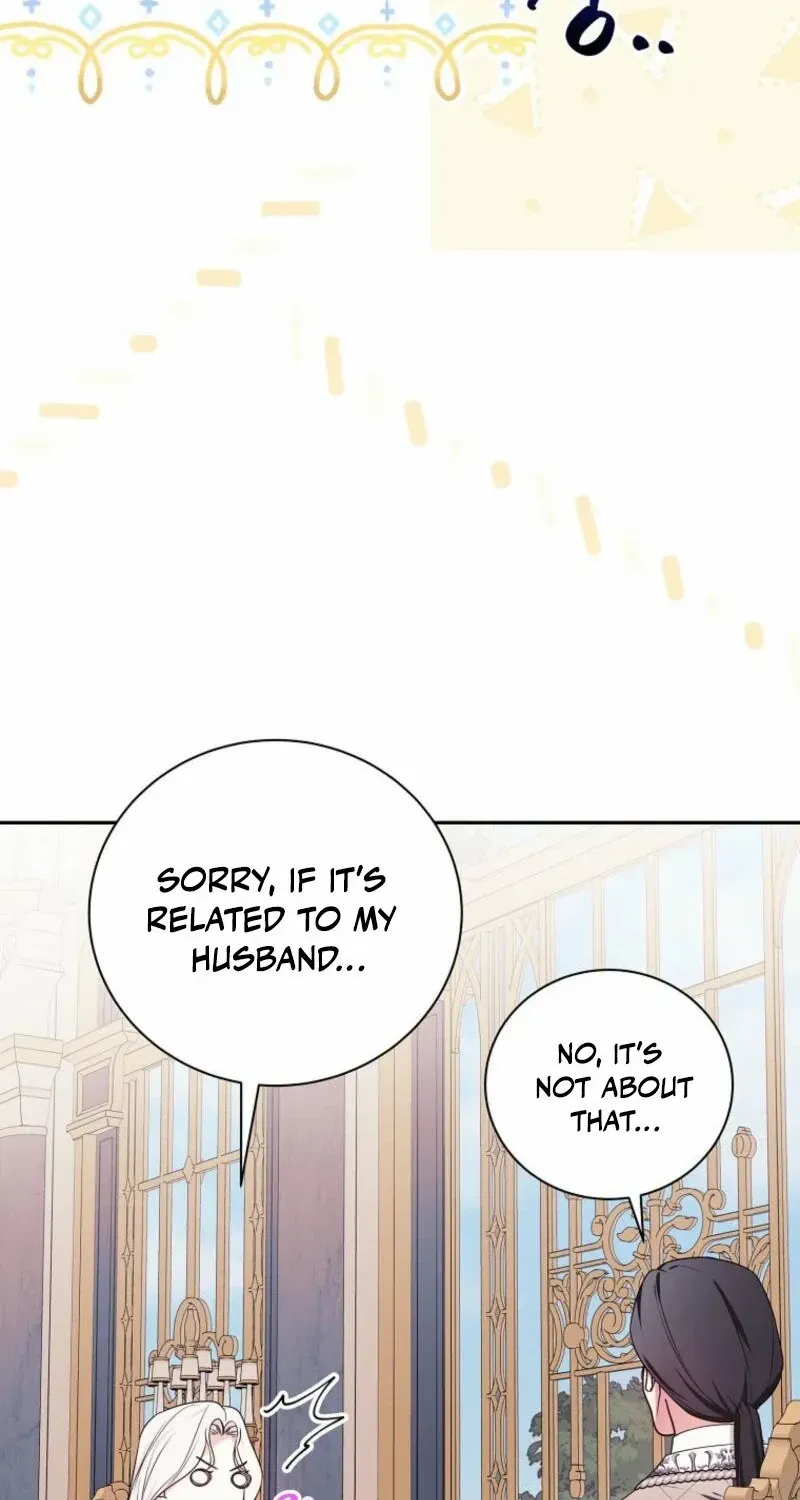 SORRY, IF IT'S
RELATED TO MY
HUSBAND...
NO, IT'S
NOT ABOUT
THAT...